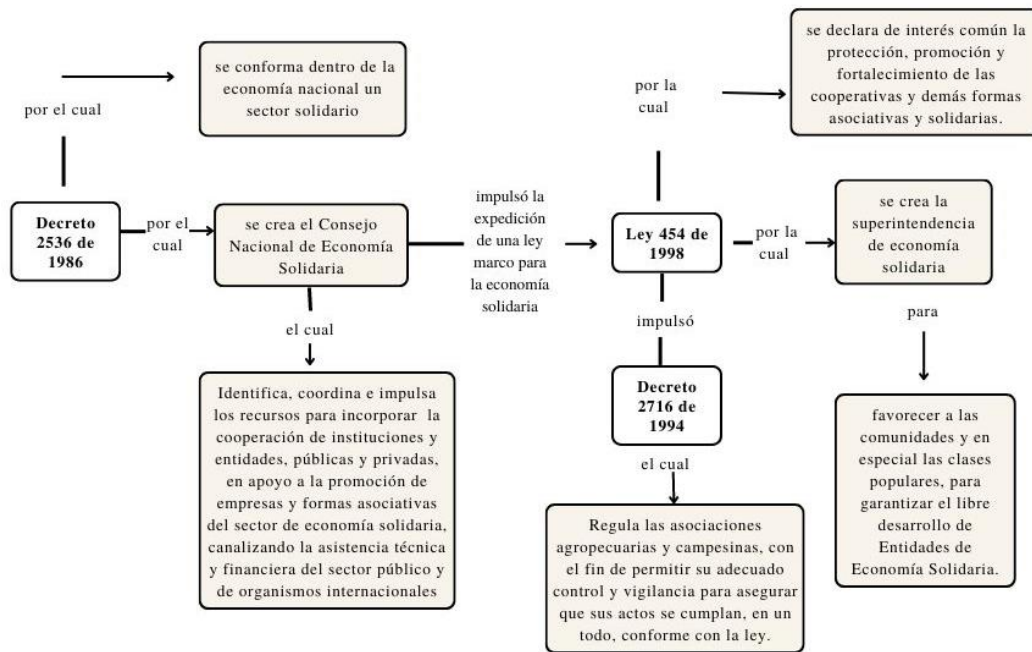 se conforma dentro de la
economía nacional un
sector solidario
por el cual
Decreto
2536 de
1986
por el
cual
se crea el Consejo
Nacional de Economía
Solidaria
el cual
Identifica, coordina e impulsa
los recursos para incorporar la
cooperación de instituciones y
entidades, públicas y privadas,
en apoyo a la promoción de
empresas y formas asociativas
del sector de economía solidaria,
canalizando la asistencia técnica
y financiera del sector público y
de organismos internacionales
impulsó la
expedición
de una ley
marco para
la economía
solidaria
Ley 454 de
1998
por la
cual
se declara de interés común la
protección, promoción y
fortalecimiento de las
cooperativas y demás formas
asociativas y solidarias.
por la
cual
se crea la
superintendencia
de economía
solidaria
para
favorecer a las
comunidades y en
especial las clases
populares, para
garantizar el libre
desarrollo de
Entidades de
Economía Solidaria.
impulsó
Decreto
2716 de
1994
el cual
Regula las asociaciones
agropecuarias y campesinas, con
el fin de permitir su adecuado
control y vigilancia para asegurar
que sus actos se cumplan, en un
todo, conforme con la ley.